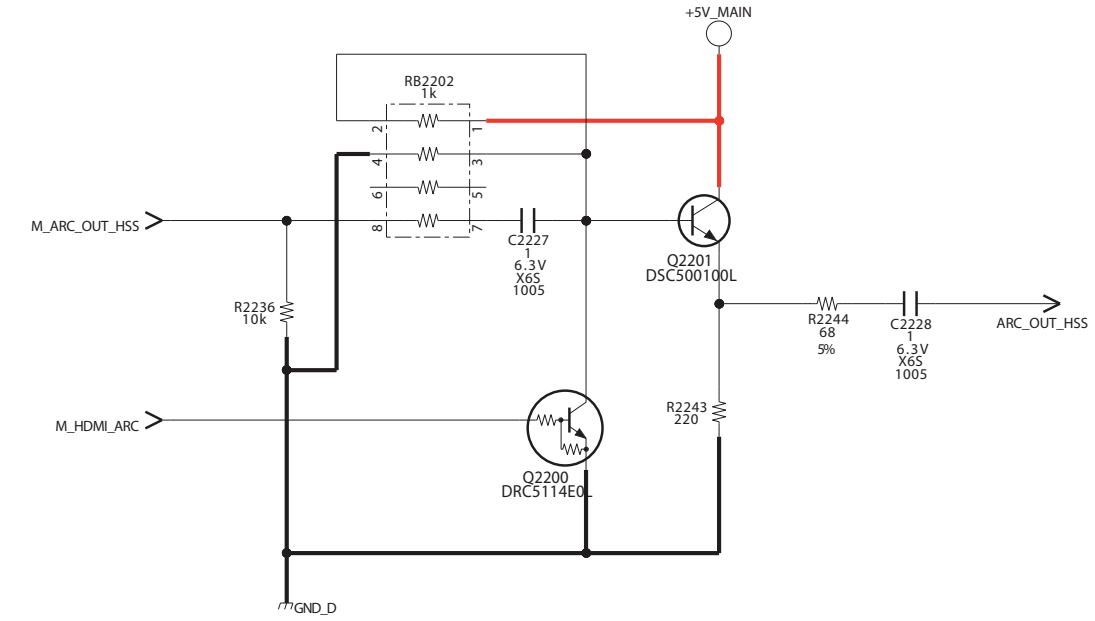 +5V_MAIN
RB2202
1k
2
1
4
3
6
5
8
7
M_ARC_OUT_HSS
C2227
1
6.3V
X6S
1005
Q2201
DSC500100L
R2236
10k
R2244
68
5%
C2228
1
6.3V
X6S
1005
ARC_OUT_HSS
R2243
220
M_HDMI_ARC
Q2200
DRC5114E0L
GND_D